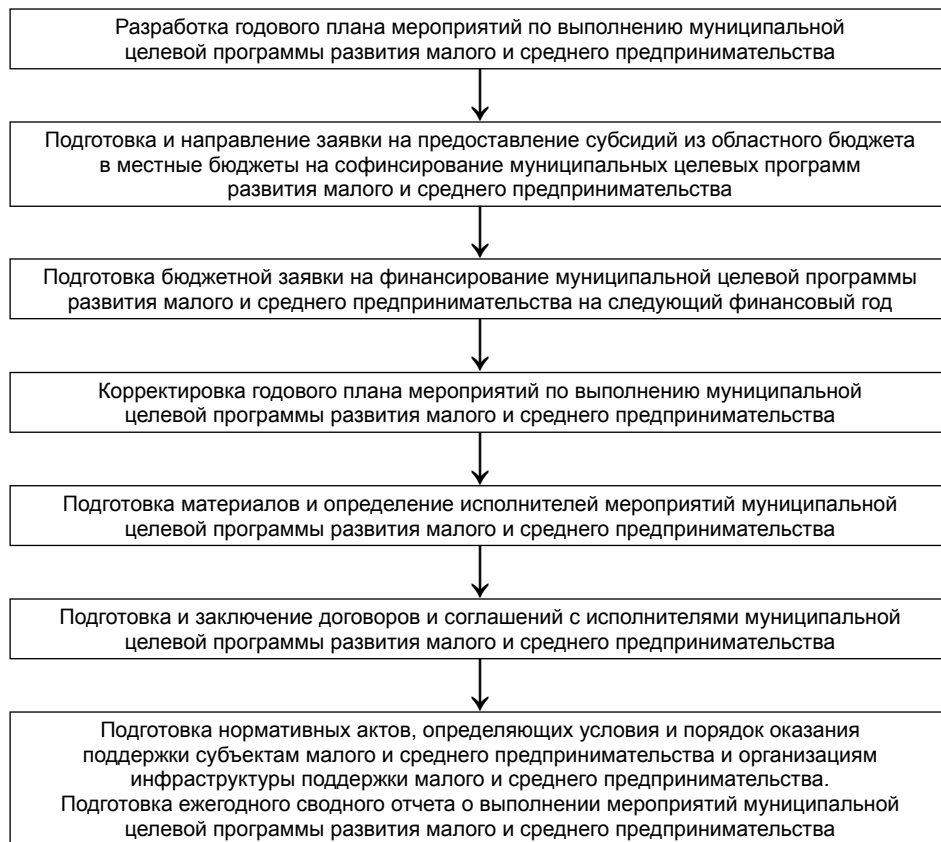 Разработка годового плана мероприятий по выполнению муниципальной
целевой программы развития малого и среднего предпринимательства
Подготовка и направление заявки на предоставление субсидий из областного бюджета
в местные бюджеты на софинсирование муниципальных целевых программ
развития малого и среднего предпринимательства
Подготовка бюджетной заявки на финансирование муниципальной целевой программы
развития малого и среднего предпринимательства на следующий финансовый год
Корректировка годового плана мероприятий по выполнению муниципальной
целевой программы развития малого и среднего предпринимательства
Подготовка материалов и определение исполнителей мероприятий муниципальной
целевой программы развития малого и среднего предпринимательства
Подготовка и заключение договоров и соглашений с исполнителями муниципальной
целевой программы развития малого и среднего предпринимательства
Подготовка нормативных актов, определяющих условия и порядок оказания
поддержки субъектам малого и среднего предпринимательства и организациям
инфраструктуры поддержки малого и среднего предпринимательства.
Подготовка ежегодного сводного отчета о выполнении мероприятий муниципальной
целевой программы развития малого и среднего предпринимательства